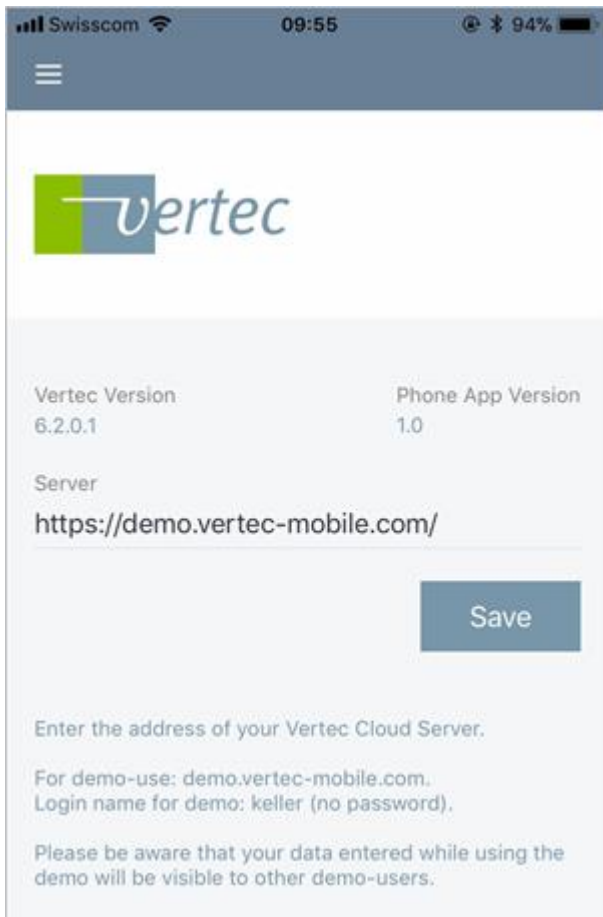 Swisscom 09:55 94%
vertec
Vertec Version Phone App Version
6.2.0.1 1.0
Server
https://demo.vertec-mobile.com/
Save
Enter the address of your Vertec Cloud Server.
For demo-use: demo.vertec-mobile.com.
Login name for demo: keller (no password).
Please be aware that your data entered while using the
demo will be visible to other demo-users.